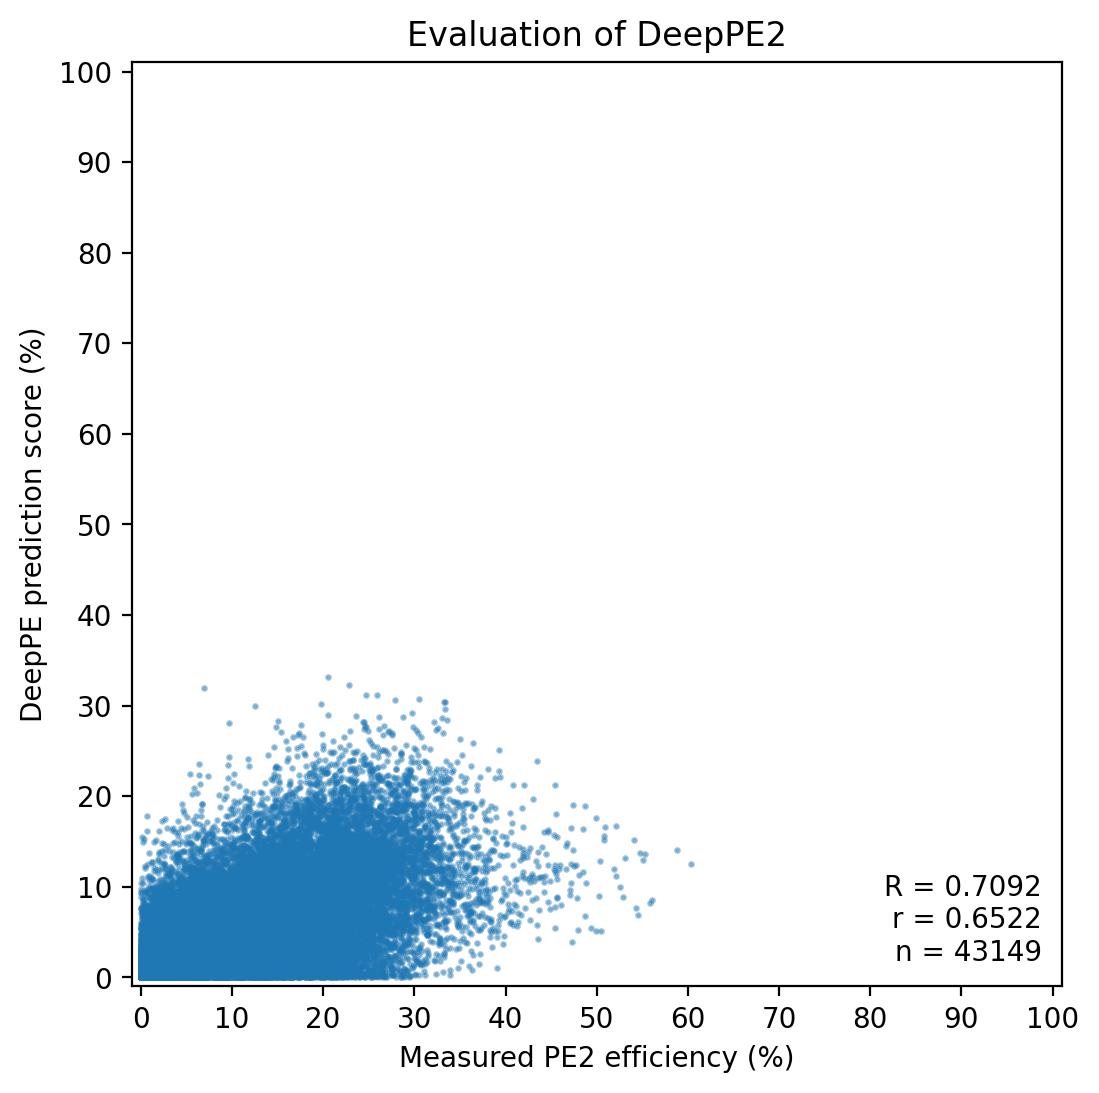 Evaluation of DeepPE2
100
90
80
70
60
50
40
30
20
10
0
DeepPE prediction score (%)
R = 0.7092
r = 0.6522
n = 43149
0 10 20 30 40 50 60 70 80 90 100
Measured PE2 efficiency (%)